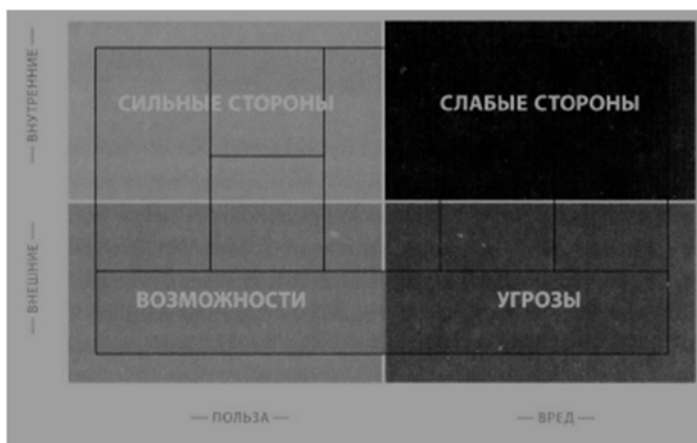 — ВНУТРЕННИЕ —
СИЛЬНЫЕ СТОРОНЫ
СЛАБЫЕ СТОРОНЫ
— ВНЕШНИЕ —
ВОЗМОЖНОСТИ
УГРОЗЫ
— ПОЛЬЗА —
— ВРЕД —